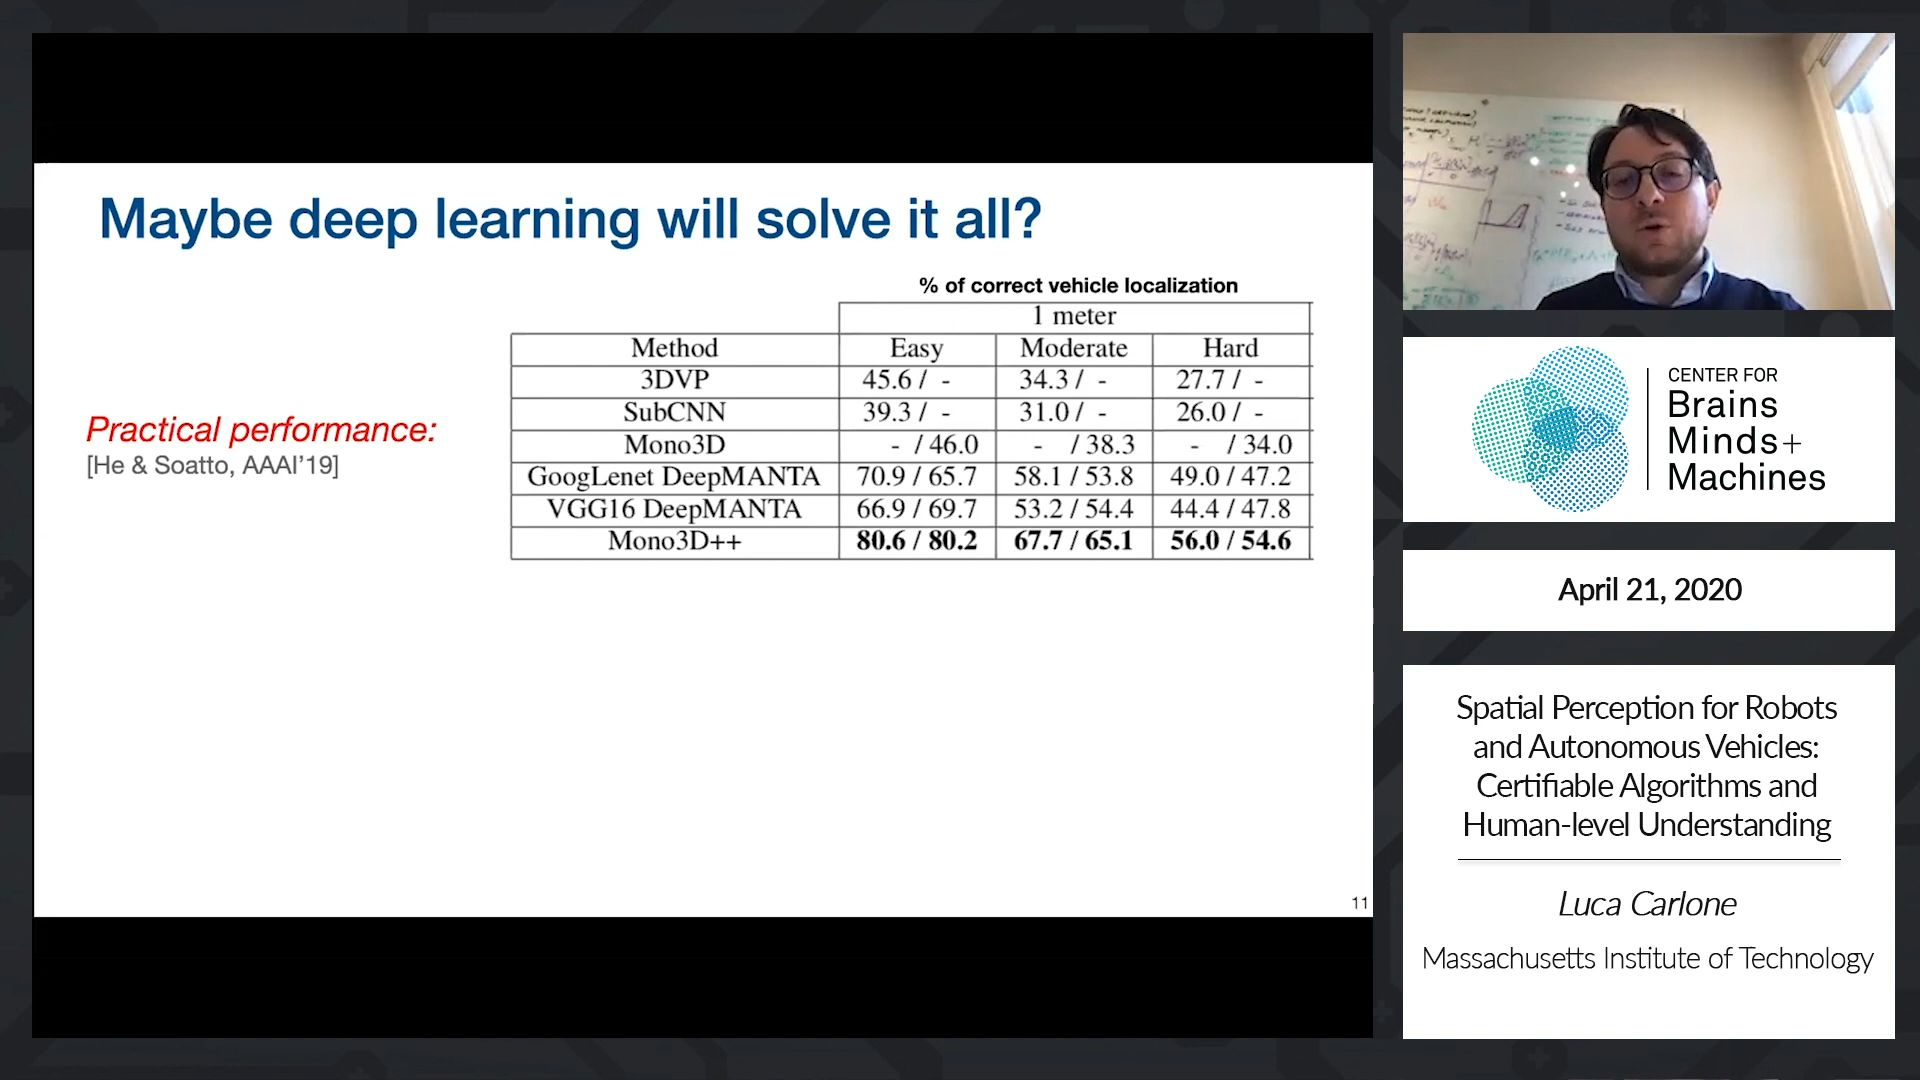 Maybe deep learning will solve it all?
% of correct vehicle localization
1 meter
Method Easy Moderate Hard
3DVP 45.6 / - 34.3 / - 27.7 / -
SubCNN 39.3 / - 31.0 / - 26.0 / -
Mono3D - / 46.0 - / 38.3 - / 34.0
GoogLenet DeepMANTA 70.9 / 65.7 58.1 / 53.8 49.0 / 47.2
VGG16 DeepMANTA 66.9 / 69.7 53.2 / 54.4 44.4 / 47.8
Mono3D++ 80.6 / 80.2 67.7 / 65.1 56.0 / 54.6
Practical performance:
[He & Soatto, AAAI'19]
11
CENTER FOR
Brains
Minds+
Machines
April 21, 2020
Spatial Perception for Robots
and Autonomous Vehicles:
Certifiable Algorithms and
Human-level Understanding
Luca Carlone
Massachusetts Institute of Technology